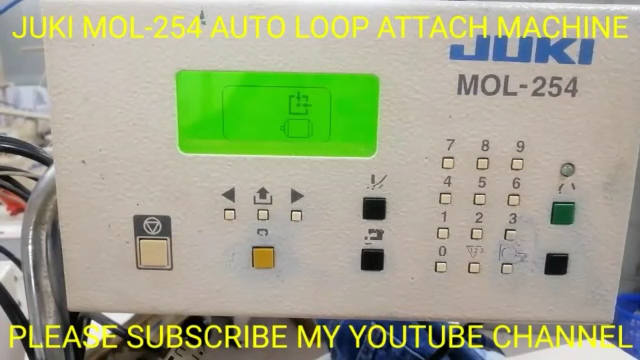 JUKI MOL-254 AUTO LOOP ATTACH MACHINE
JUKI
MOL-254
7 8 9
4 5 6
1 2 3
0
PLEASE SUBSCRIBE MY YOUTUBE CHANNEL